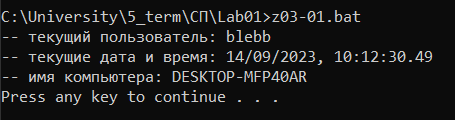 C:\University\5_term\СП\Lab01>z03-01.bat
-- текущий пользователь: blebb
-- текущие дата и время: 14/09/2023, 10:12:30.49
-- имя компьютера: DESKTOP-MFP40AR
Press any key to continue . . .